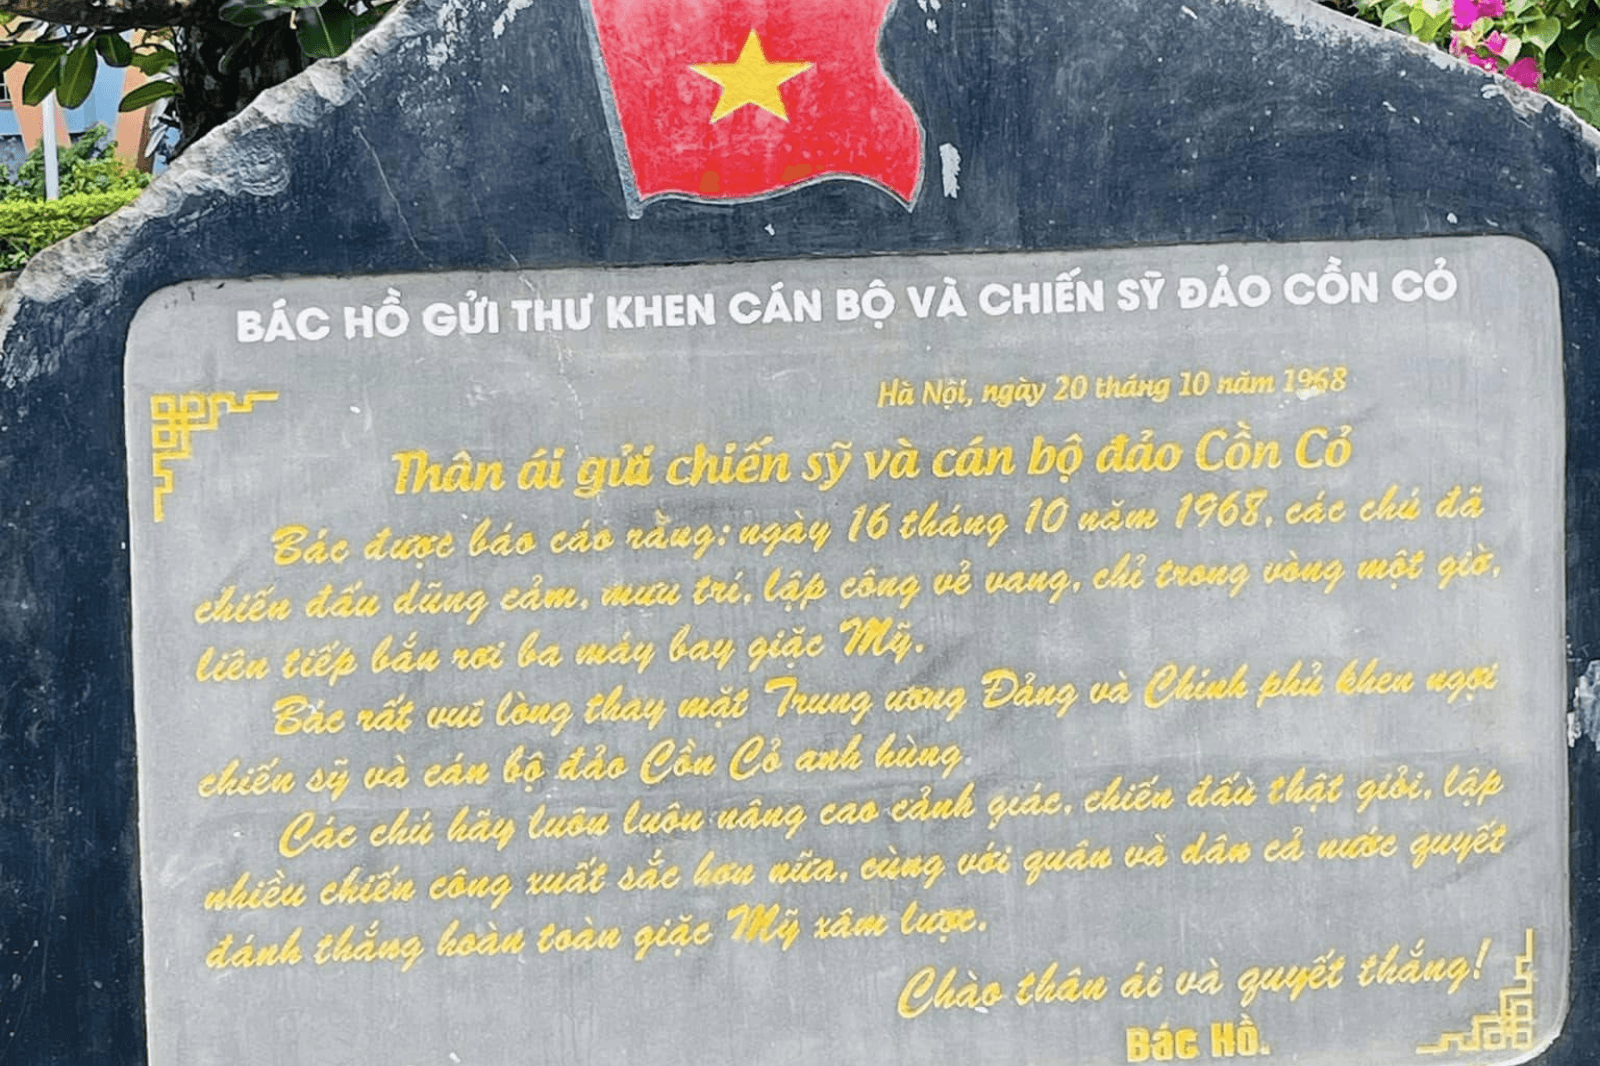 BÁC HỒ GỬI THƯ KHEN CÁN BỘ VÀ CHIẾN SỸ ĐẢO CỒN CỎ
Hà Nội, ngày 20 tháng 10 năm 1968
Thân ái gửi chiến sỹ và cán bộ đảo Cồn Cỏ
Bác được báo cáo rằng: ngày 16 tháng 10 năm 1968, các chú đã
chiến đấu dũng cảm, mưu trí, lập công vẻ vang, chỉ trong vòng một giờ,
liên tiếp bắn rơi ba máy bay giặc Mỹ.
Bác rất vui lòng thay mặt Trung ương Đảng và Chính phủ khen ngợi
chiến sỹ và cán bộ đảo Cồn Cỏ anh hùng.
Các chú hãy luôn luôn nâng cao cảnh giác, chiến đấu thật giỏi, lập
nhiều chiến công xuất sắc hơn nữa, cùng với quân và dân cả nước quyết
đánh thắng hoàn toàn giặc Mỹ xâm lược.
Chào thân ái và quyết thắng!
Bác Hồ.